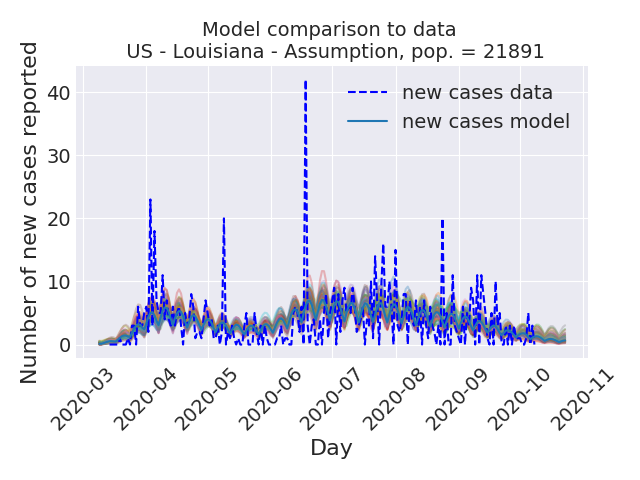 Model comparison to data
US - Louisiana - Assumption, pop. = 21891
Number of new cases reported
40
30
20
10
0
new cases data
new cases model
2020-03
2020-04
2020-05
2020-06
2020-07
2020-08
2020-09
2020-10
2020-11
Day